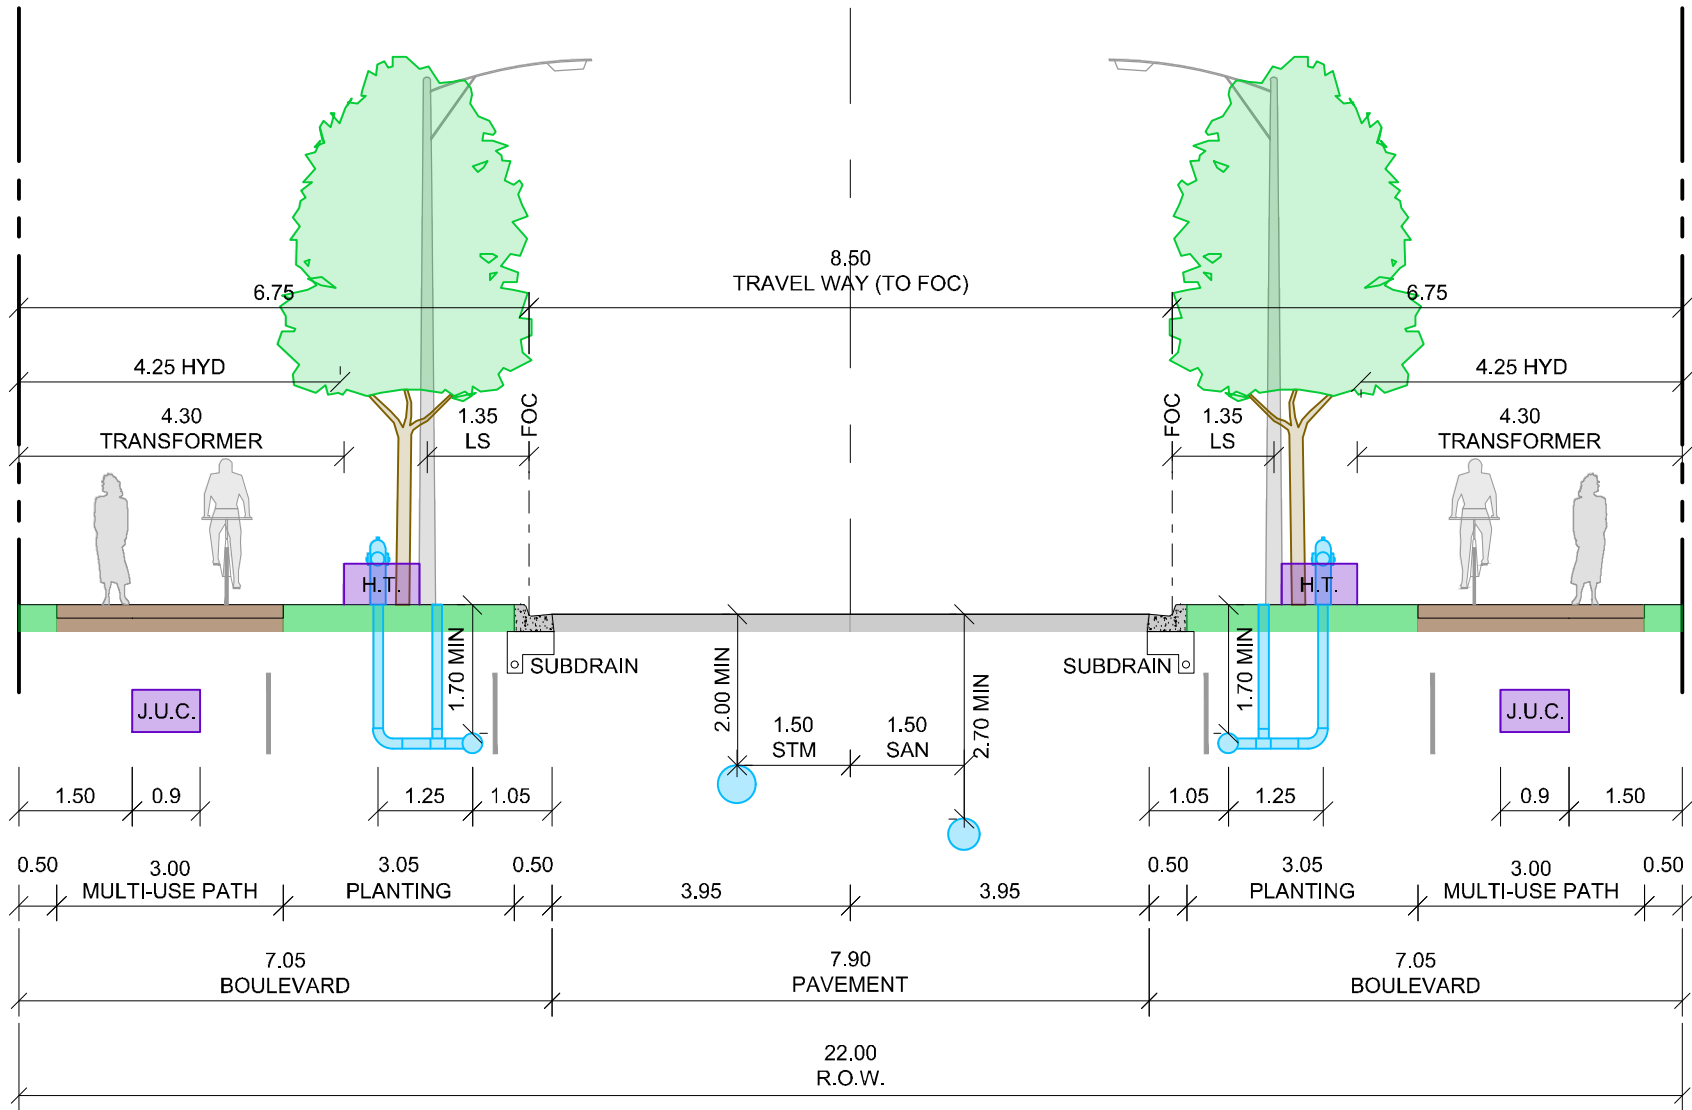 8.50
TRAVEL WAY (TO FOC)
6.75
6.75
4.25 HYD
4.25 HYD
4.30
TRANSFORMER
1.35
LS
FOC
FOC
1.35
LS
4.30
TRANSFORMER
H.T.
H.T.
1.70 MIN
SUBDRAIN
2.00 MIN
2.70 MIN
SUBDRAIN
1.70 MIN
J.U.C.
1.50
STM
1.50
SAN
J.U.C.
1.50
0.9
1.25
1.05
1.05
1.25
0.9
1.50
0.50
3.00
MULTI-USE PATH
3.05
PLANTING
0.50
3.95
3.95
0.50
3.05
PLANTING
3.00
MULTI-USE PATH
0.50
7.05
BOULEVARD
7.90
PAVEMENT
7.05
BOULEVARD
22.00
R.O.W.